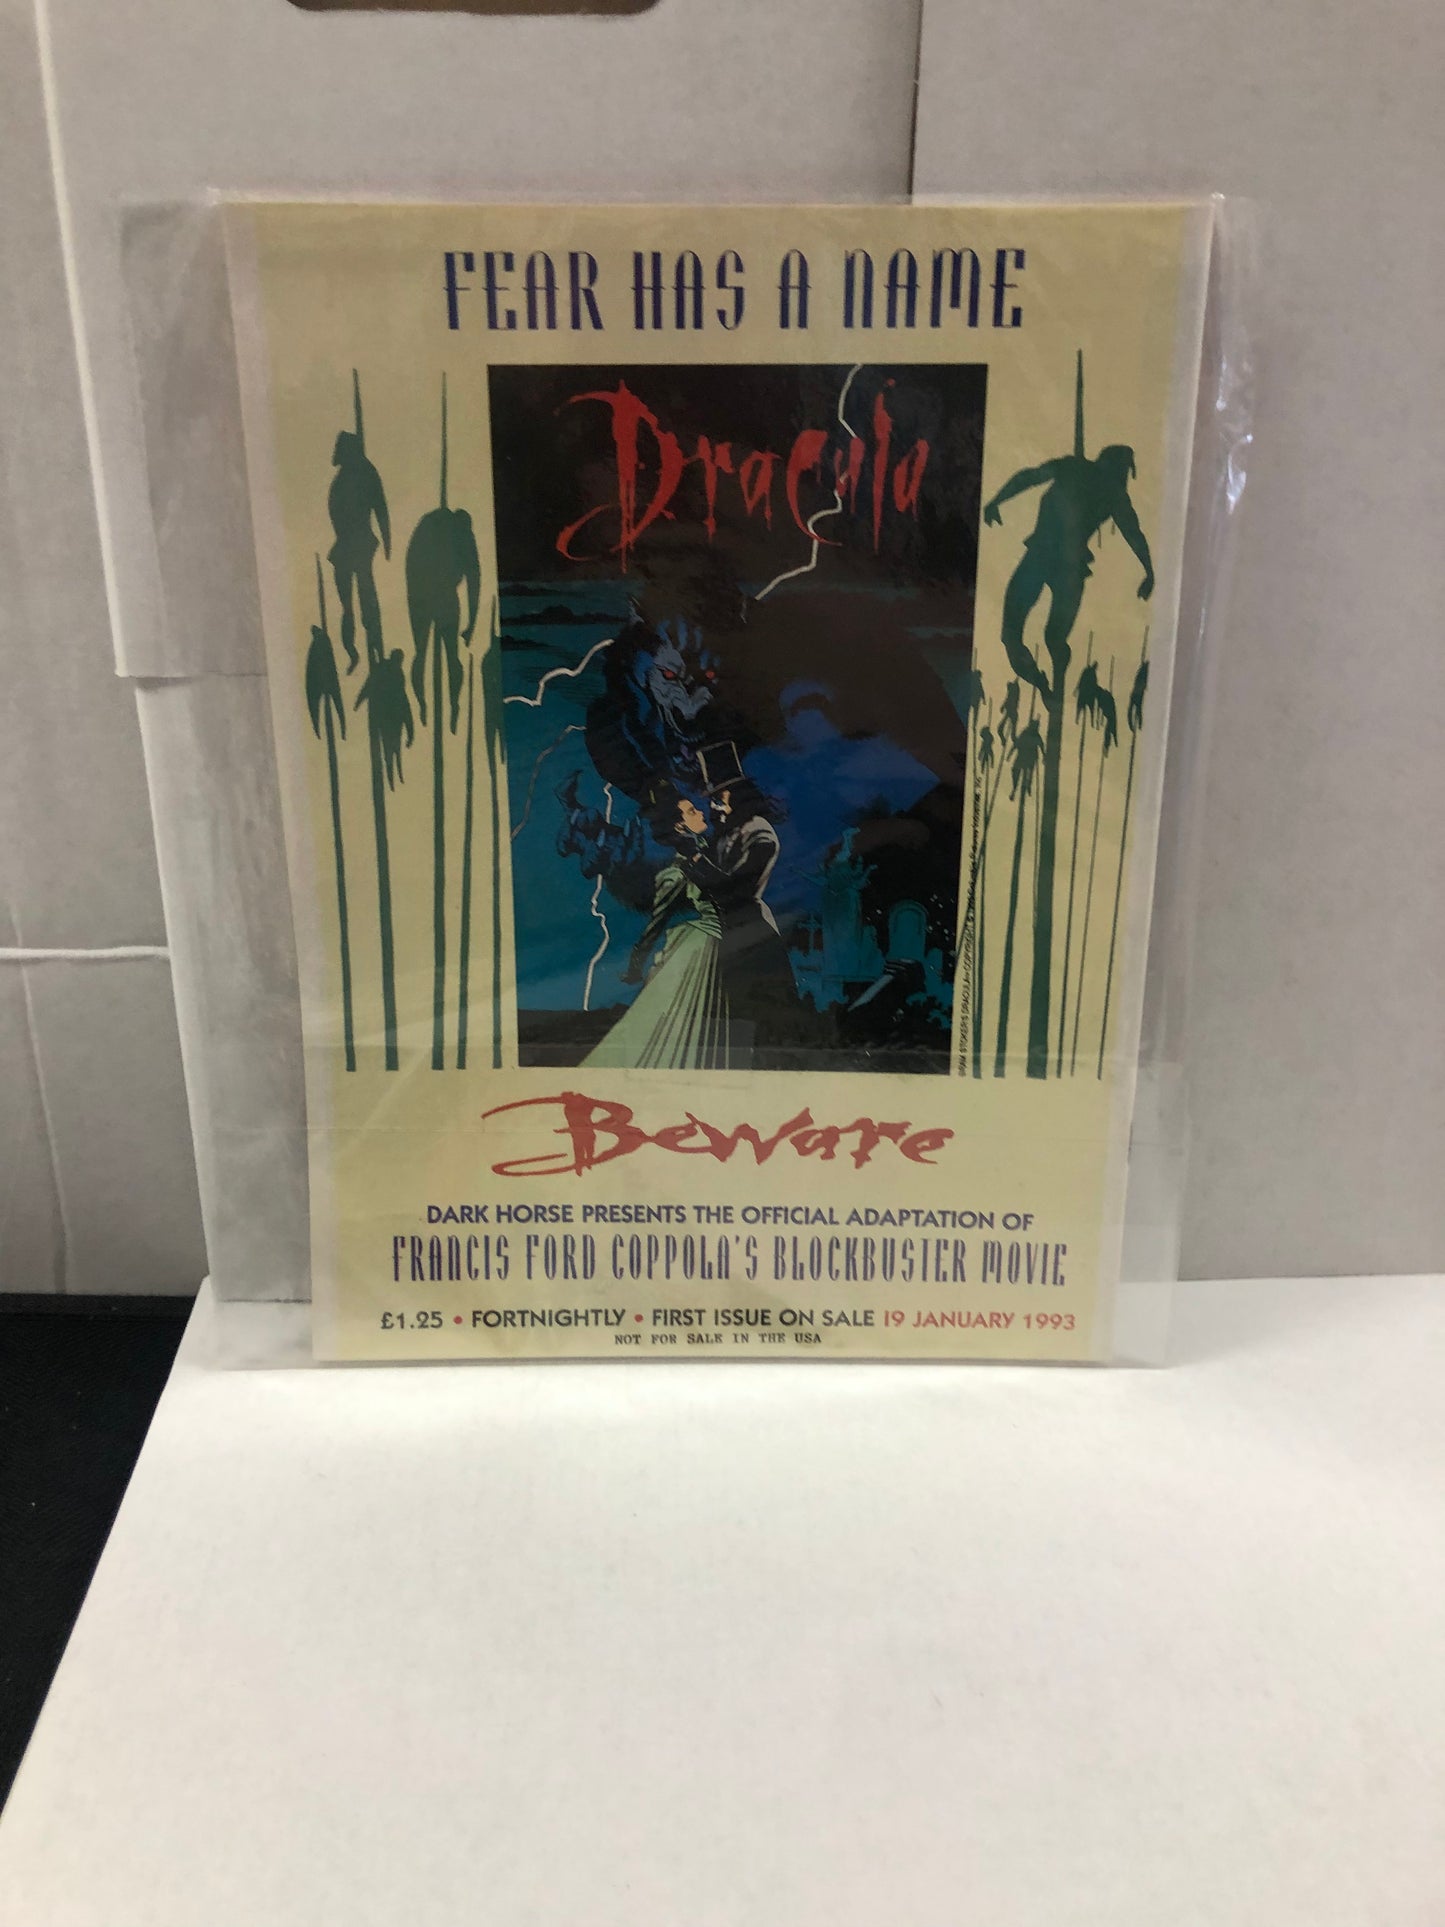 FEAR HAS A NAME
Dracula
Beware
DARK HORSE PRESENTS THE OFFICIAL ADAPTATION OF
FRANCIS FORD COPPOLA'S BLOCKBUSTER MOVIE
£1.25 • FORTNIGHTLY • FIRST ISSUE ON SALE 19 JANUARY 1993
NOT FOR SALE IN THE USA